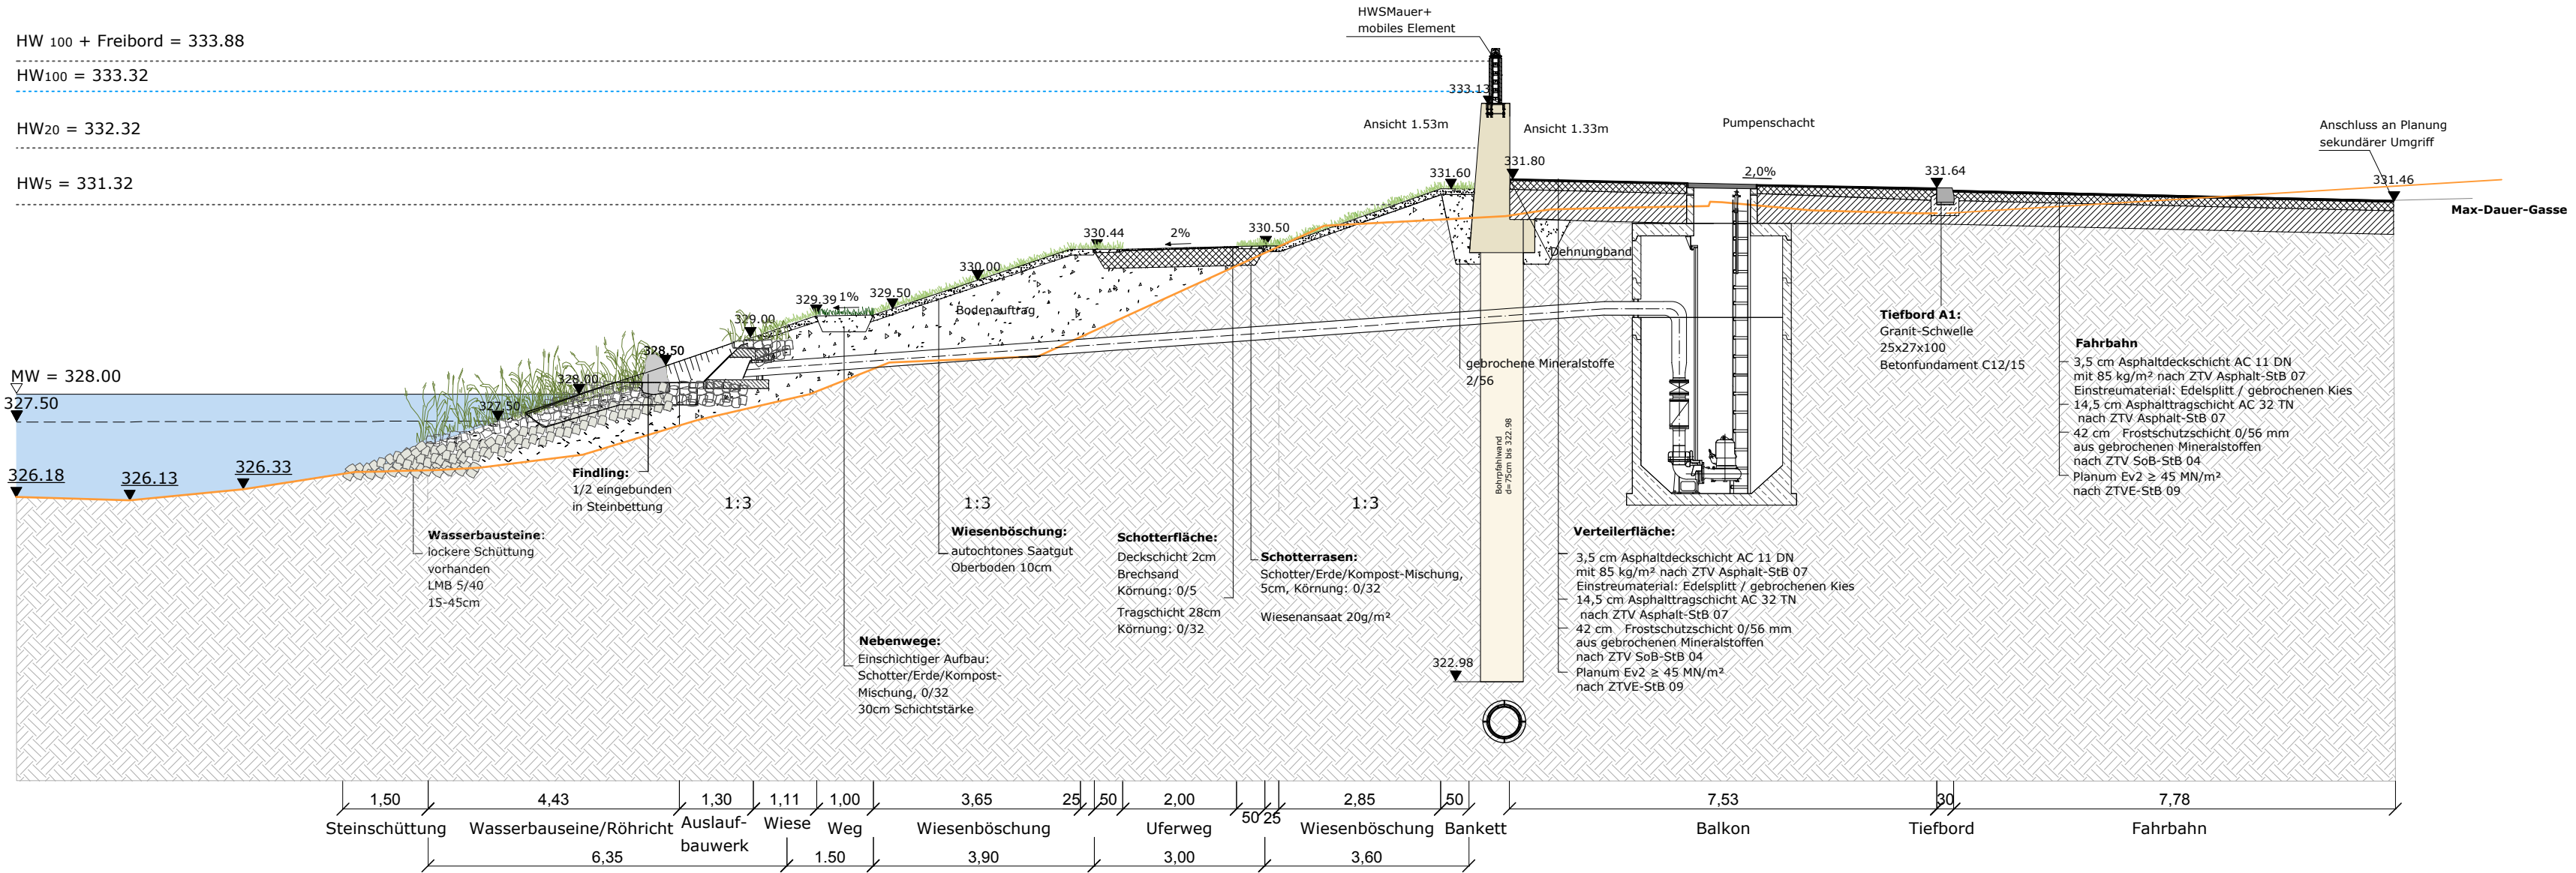 HWSMauer+
mobiles Element
HW 100 + Freibord = 333.88
HW100 = 333.32
HW20 = 332.32
HW5 = 331.32
333.13
Ansicht 1.53m
Ansicht 1.33m
Pumpenschacht
Anschluss an Planung
sekundärer Umgriff
331.60
331.80
2,0%
331.64
331.46
Max-Dauer-Gasse
330.44
2%
330.50
Dehnungband
330.00
329.39
1%
329.50
Bodenauftrag
329.00
328.50
328.00
327.50
MW = 328.00
327.50
326.18
326.13
326.33
gebrochene Mineralstoffe
2/56
Bohrpfahlwand
d=75cm bis 322.98
Tiefbord A1:
Granit-Schwelle
25x27x100
Betonfundament C12/15
Fahrbahn
3,5 cm Asphaltdeckschicht AC 11 DN
mit 85 kg/m² nach ZTV Asphalt-StB 07
Einstreumaterial: Edelsplitt / gebrochenen Kies
14,5 cm Asphalttragschicht AC 32 TN
nach ZTV Asphalt-StB 07
42 cm Frostschutzschicht 0/56 mm
aus gebrochenen Mineralstoffen
nach ZTV SoB-StB 04
Planum Ev2 ≥ 45 MN/m²
nach ZTVE-StB 09
Findling:
1/2 eingebunden
in Steinbettung
1:3
1:3
1:3
Wasserbausteine:
lockere Schüttung
vorhanden
LMB 5/40
15-45cm
Wiesenböschung:
autochtones Saatgut
Oberboden 10cm
Schotterfläche:
Deckschicht 2cm
Brechsand
Körnung: 0/5
Tragschicht 28cm
Körnung: 0/32
Schotterrasen:
Schotter/Erde/Kompost-Mischung,
5cm, Körnung: 0/32
Wiesenansaat 20g/m²
Verteilerfläche:
3,5 cm Asphaltdeckschicht AC 11 DN
mit 85 kg/m² nach ZTV Asphalt-StB 07
Einstreumaterial: Edelsplitt / gebrochenen Kies
14,5 cm Asphalttragschicht AC 32 TN
nach ZTV Asphalt-StB 07
42 cm Frostschutzschicht 0/56 mm
aus gebrochenen Mineralstoffen
nach ZTV SoB-StB 04
Planum Ev2 ≥ 45 MN/m²
nach ZTVE-StB 09
Nebenwege:
Einschichtiger Aufbau:
Schotter/Erde/Kompost-
Mischung, 0/32
30cm Schichtstärke
322.98
1,50 4,43 1,30 1,11 1,00 3,65 25 50 2,00 50 25 2,85 50 7,53 30 7,78
Steinschüttung Wasserbauseine/Röhricht Auslauf-
bauwerk Wiese Weg Wiesenböschung Uferweg Wiesenböschung Bankett Balkon Tiefbord Fahrbahn
6,35 1.50 3,90 3,00 3,60